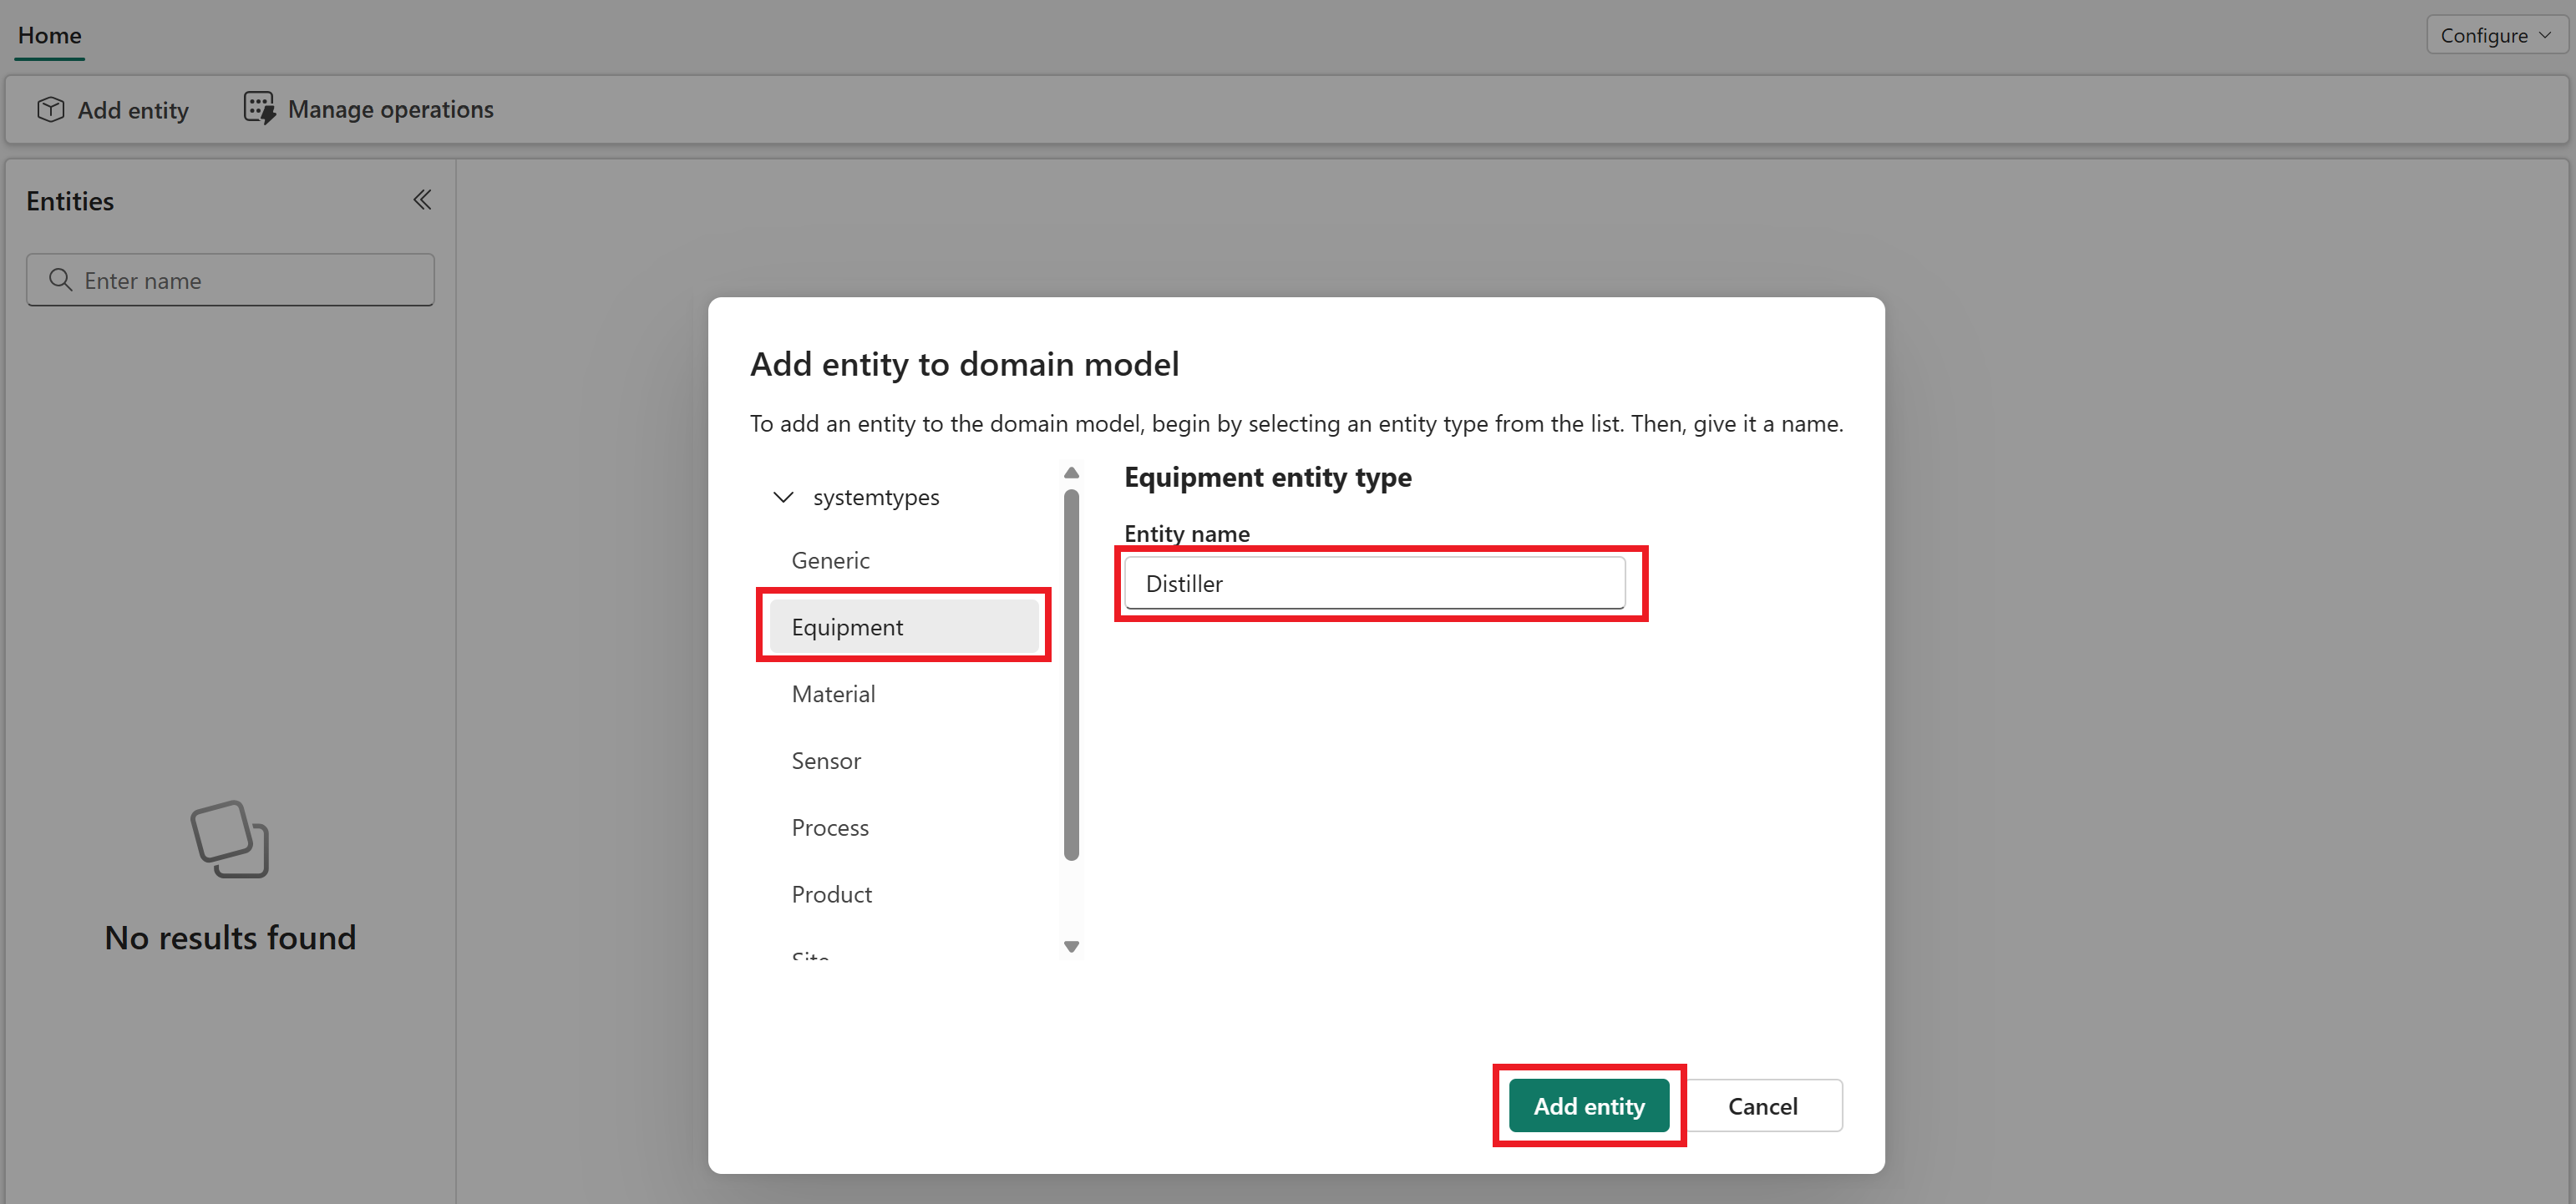 Home
Configure
Add entity
Manage operations
Entities
Enter name
No results found
Add entity to domain model
To add an entity to the domain model, begin by selecting an entity type from the list. Then, give it a name.
systemtypes
Generic
Equipment
Material
Sensor
Process
Product
Site
Equipment entity type
Entity name
Distiller
Add entity
Cancel